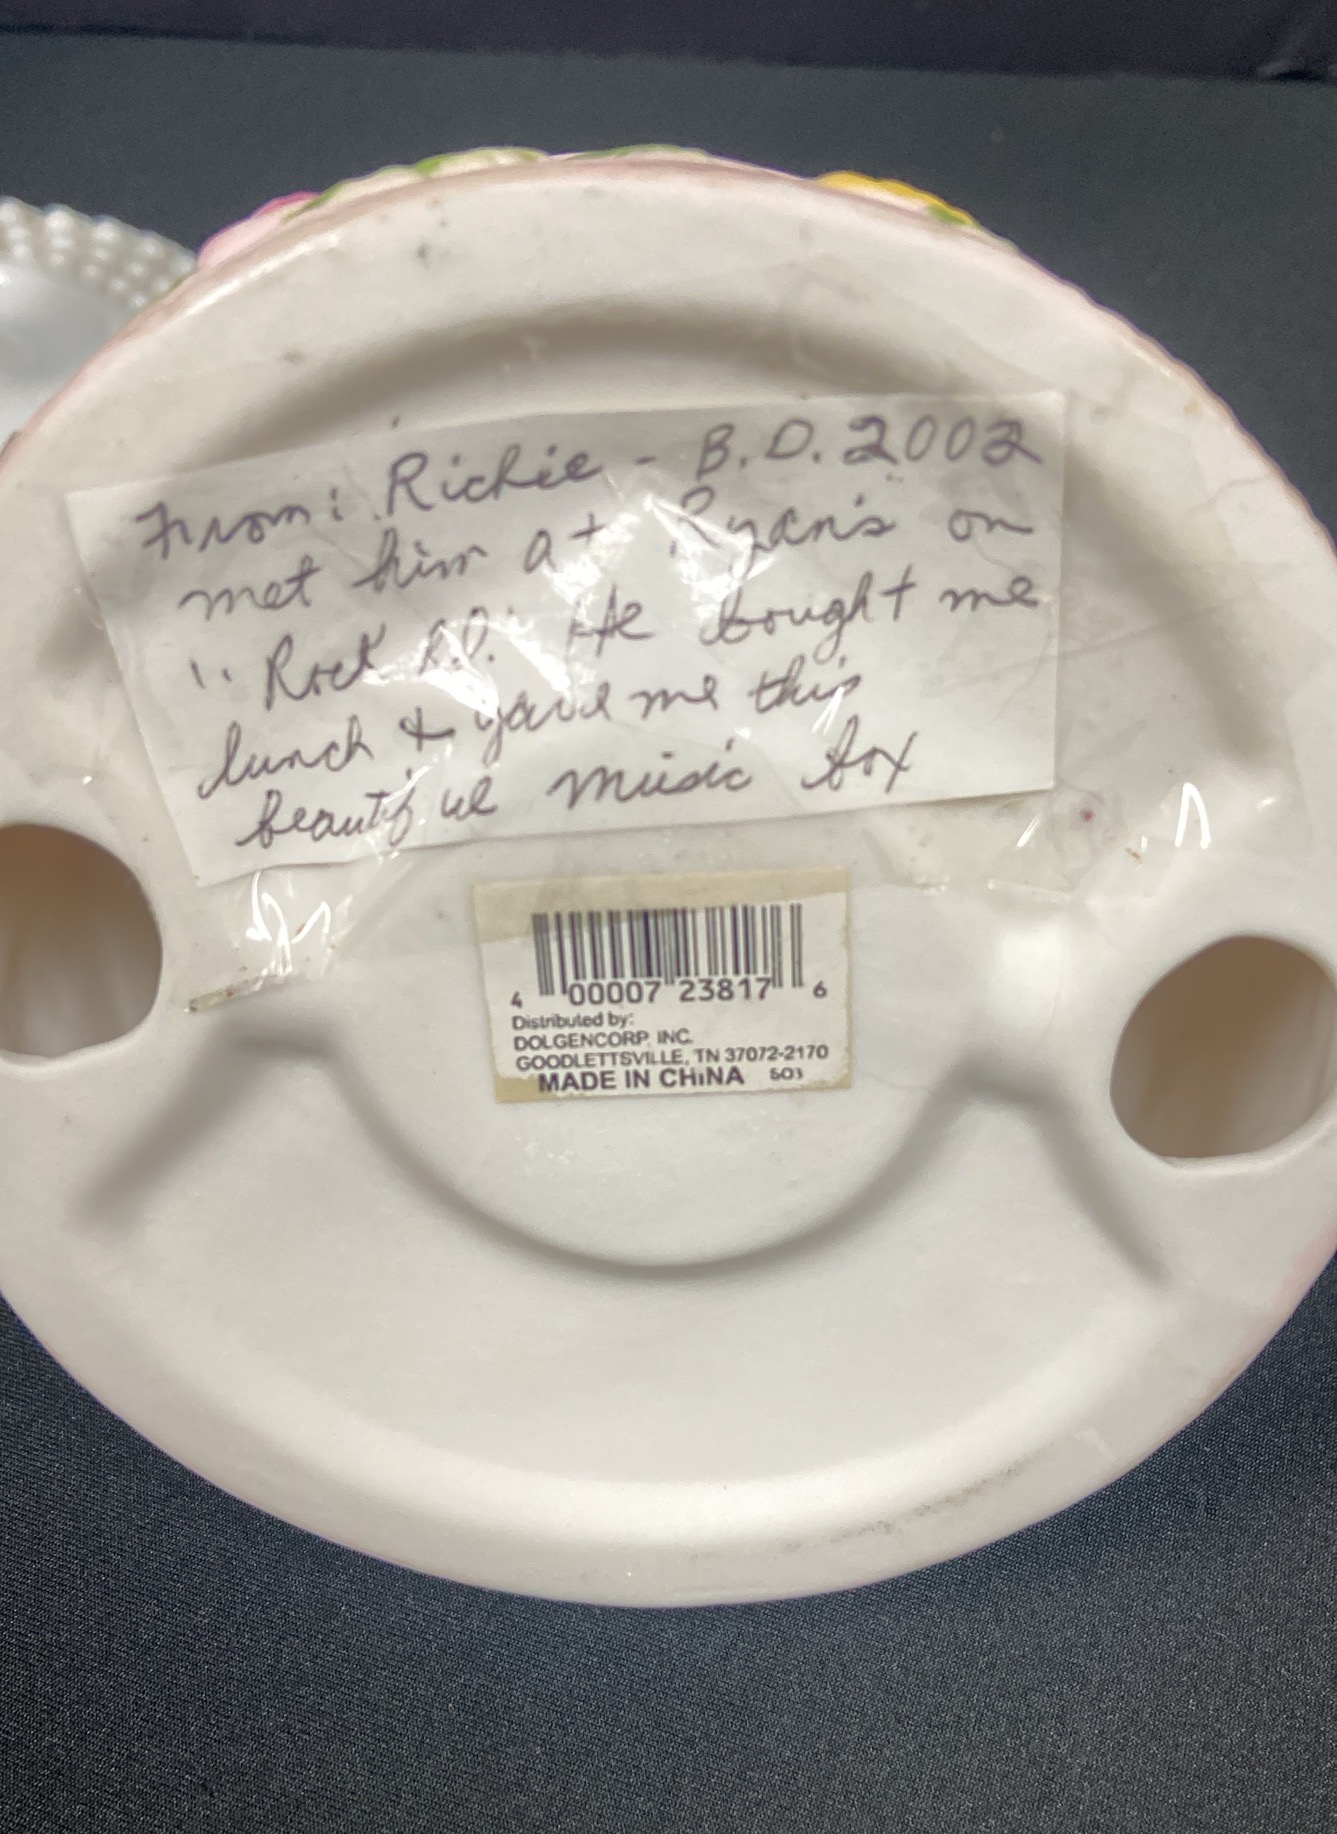 From: Richie - B.D. 2002
met him at "Ryan's" on
Rock Rd. He bought me
lunch & gave me this
beautiful music box
4 00007 23817 6
Distributed by:
DOLGENCORP. INC.
GOODLETTSVILLE, TN 37072-2170
MADE IN CHINA 503